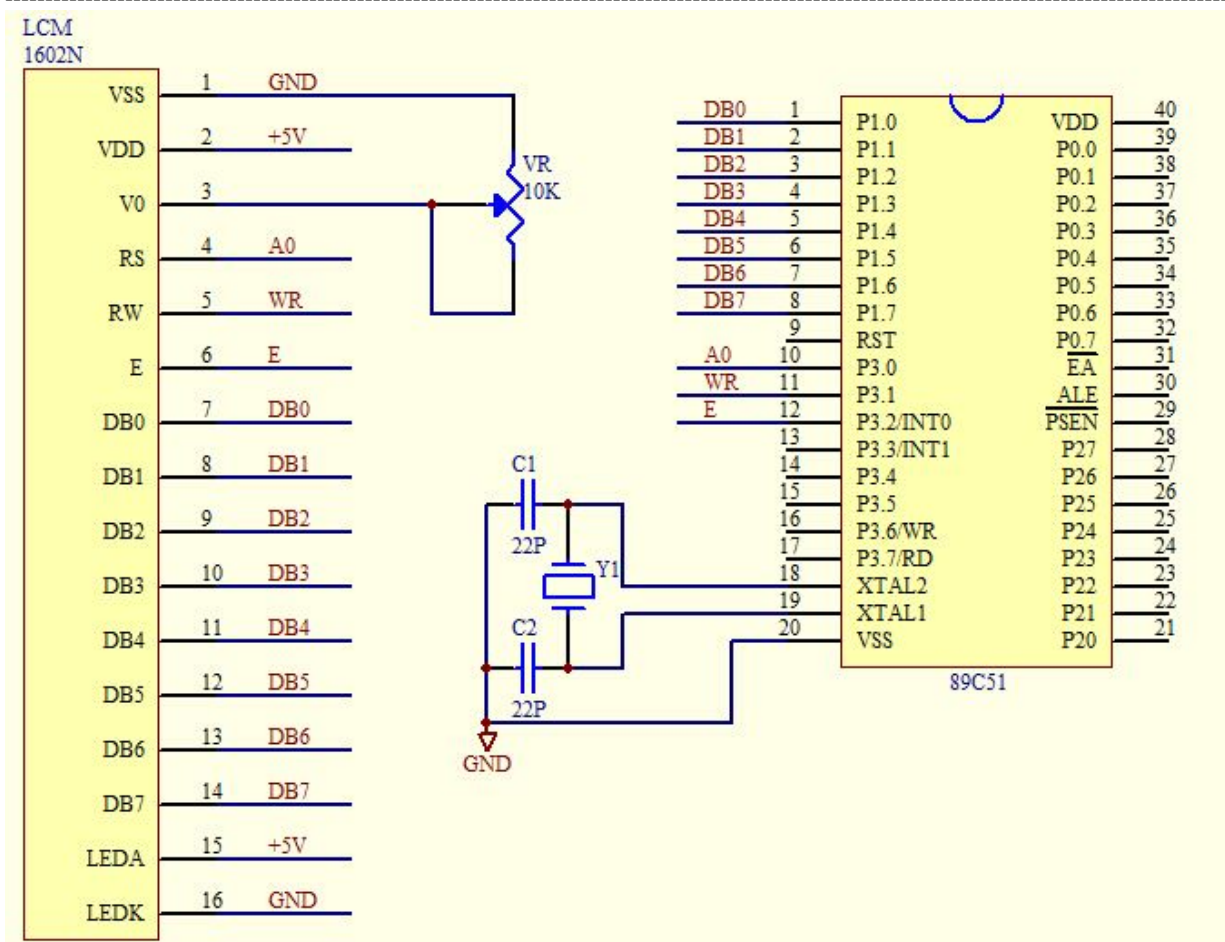 LCM
1602N
VSS 1 GND
VDD 2 +5V
V0 3
RS 4 A0
RW 5 WR
E 6 E
DB0 7 DB0
DB1 8 DB1
DB2 9 DB2
DB3 10 DB3
DB4 11 DB4
DB5 12 DB5
DB6 13 DB6
DB7 14 DB7
LEDA 15 +5V
LEDK 16 GND
VR
10K
C1
22P
Y1
C2
22P
GND
DB0 1 P1.0 VDD 40
DB1 2 P1.1 P0.0 39
DB2 3 P1.2 P0.1 38
DB3 4 P1.3 P0.2 37
DB4 5 P1.4 P0.3 36
DB5 6 P1.5 P0.4 35
DB6 7 P1.6 P0.5 34
DB7 8 P1.7 P0.6 33
9 RST P0.7 32
A0 10 P3.0 EA 31
WR 11 P3.1 ALE 30
E 12 P3.2/INT0 PSEN 29
13 P3.3/INT1 P27 28
14 P3.4 P26 27
15 P3.5 P25 26
16 P3.6/WR P24 25
17 P3.7/RD P23 24
18 XTAL2 P22 23
19 XTAL1 P21 22
20 VSS P20 21
89C51